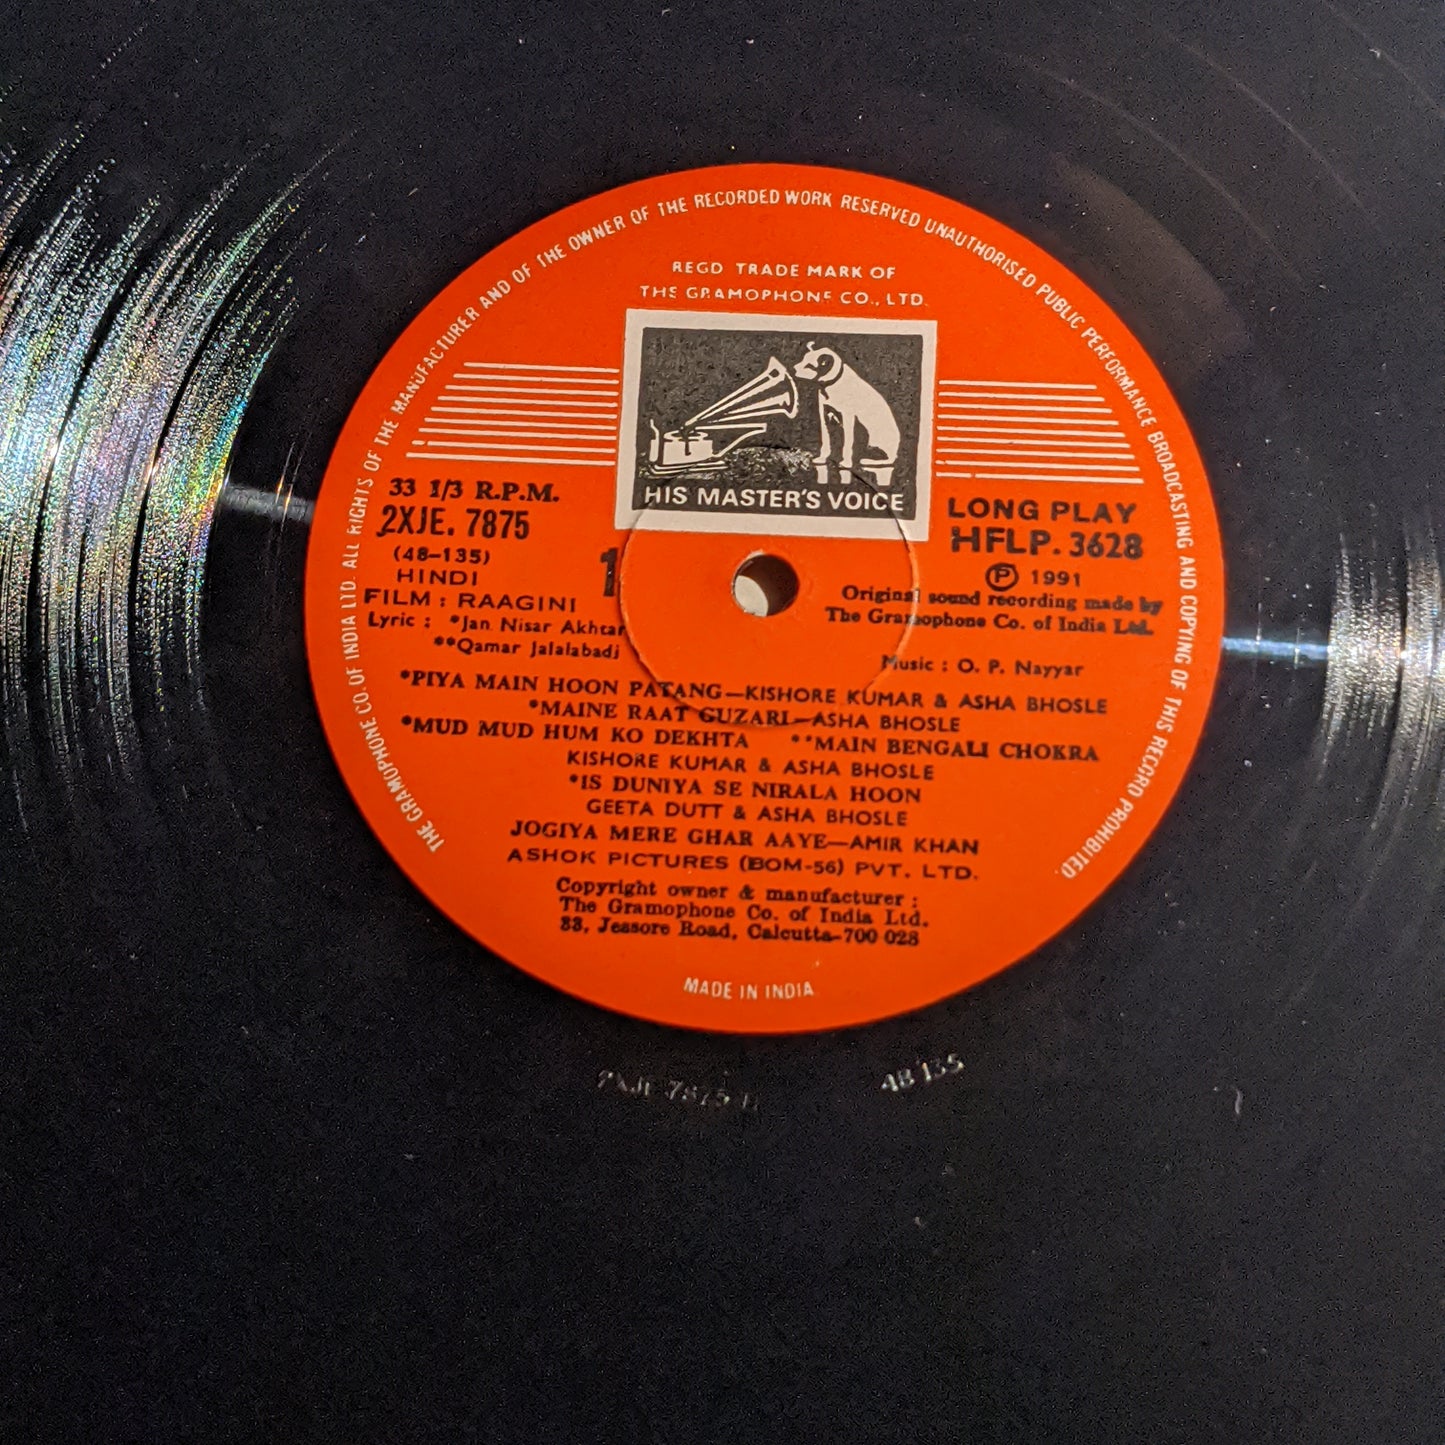 THE GRAMOPHONE CO. OF INDIA LTD. ALL RIGHTS OF THE MANUFACTURER AND OF THE OWNER OF THE RECORDED WORK RESERVED UNAUTHORISED PUBLIC PERFORMANCE BROADCASTING AND COPYING OF THIS RECORD PROHIBITED.
REGD TRADE MARK OF
THE GRAMOPHONE CO., LTD.
HIS MASTER'S VOICE
33 1/3 R.P.M.
2XJE. 7875
(48-135)
HINDI
FILM : RAAGINI
Lyric : *Jan Nisar Akhtar
**Qamar Jalalabadi
1
LONG PLAY
HFLP. 3628
Ⓟ 1991
Original sound recording made by
The Gramophone Co. of India Ltd.
Music : O. P. Nayyar
*PIYA MAIN HOON PATANG—KISHORE KUMAR & ASHA BHOSLE
*MAINE RAAT GUZARI—ASHA BHOSLE
*MUD MUD HUM KO DEKHTA **MAIN BENGALI CHOKRA
KISHORE KUMAR & ASHA BHOSLE
*IS DUNIYA SE NIRALA HOON
GEETA DUTT & ASHA BHOSLE
JOGIYA MERE GHAR AAYE—AMIR KHAN
ASHOK PICTURES (BOM-56) PVT. LTD.
Copyright owner & manufacturer :
The Gramophone Co. of India Ltd.
33, Jessore Road, Calcutta-700 028
MADE IN INDIA
2XJE 7875
48 135